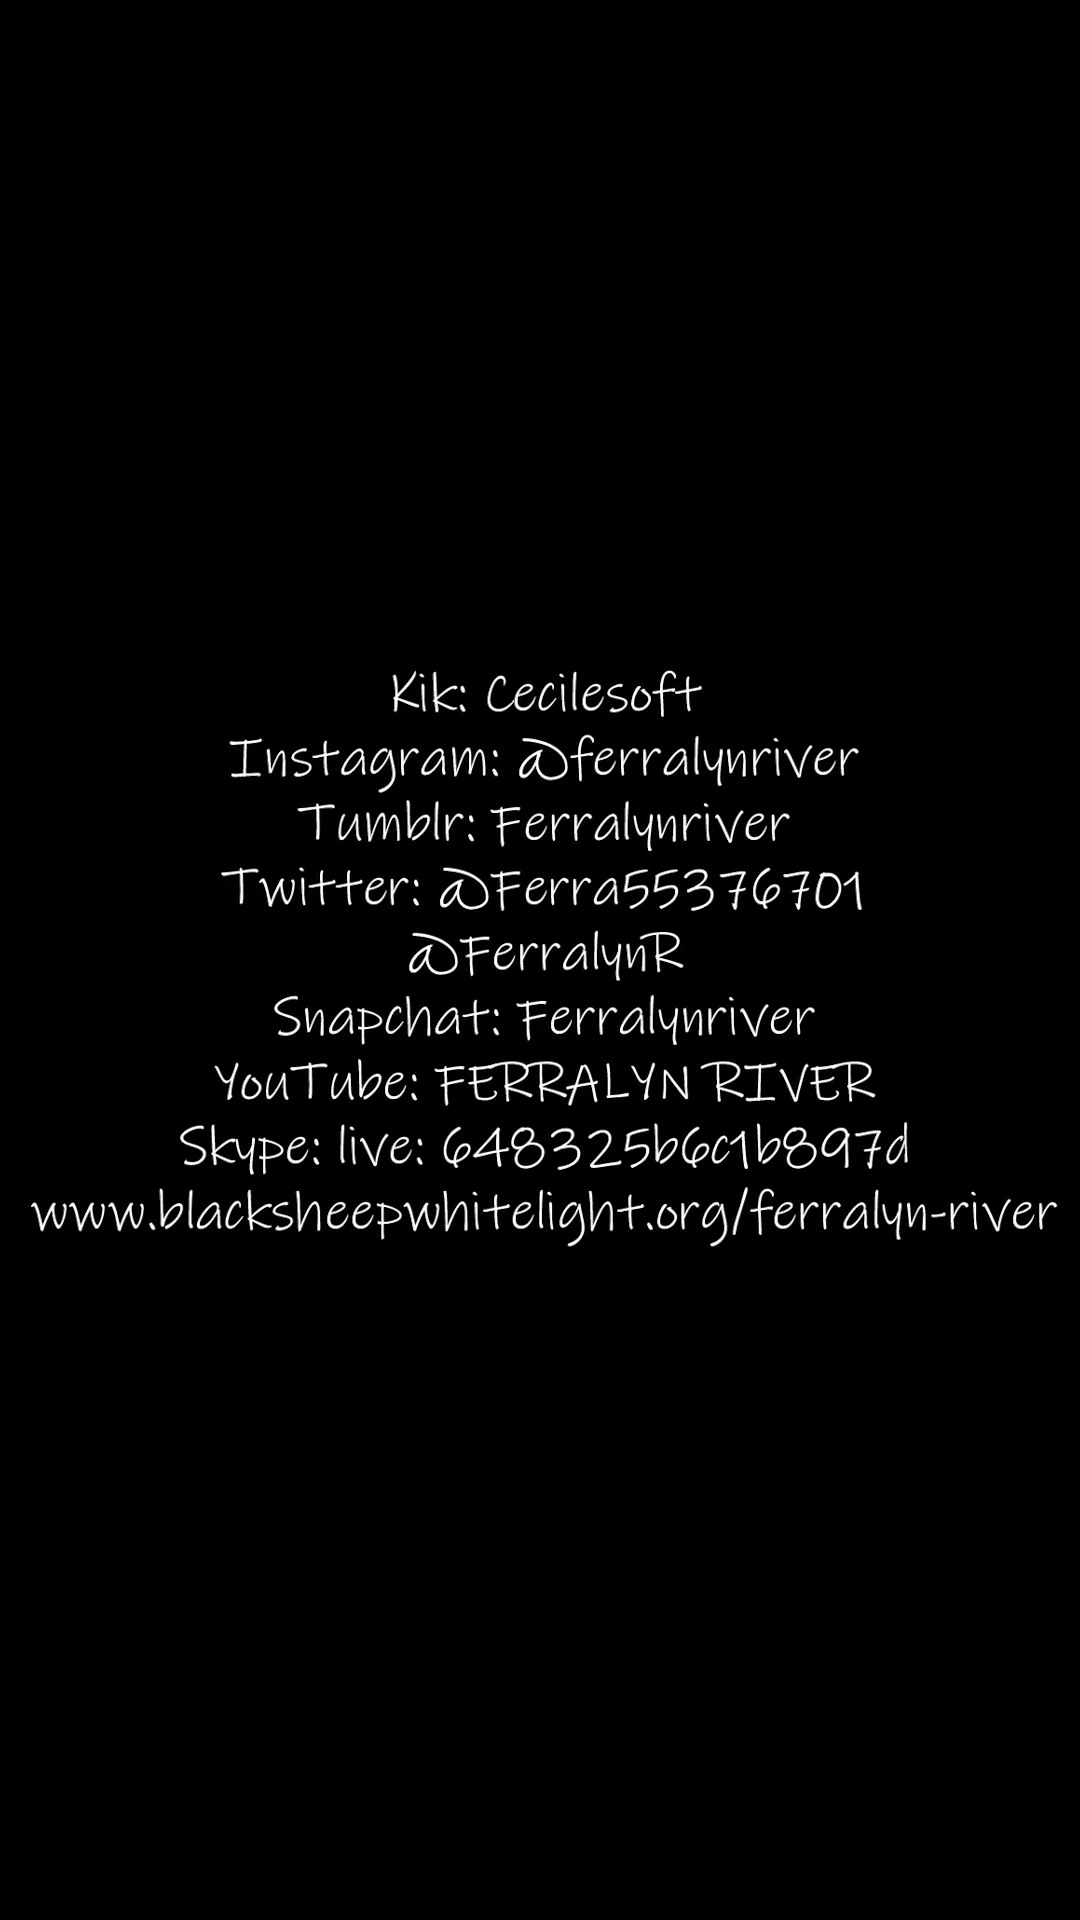 Kik: Cecilesoft
Instagram: @ferralynriver
Tumblr: Ferralynriver
Twitter: @Ferra55376701
@FerralynR
Snapchat: Ferralynriver
YouTube: FERRALYN RIVER
Skype: live: 648325b6c1b897d
www.blacksheepwhitelight.org/ferralyn-river